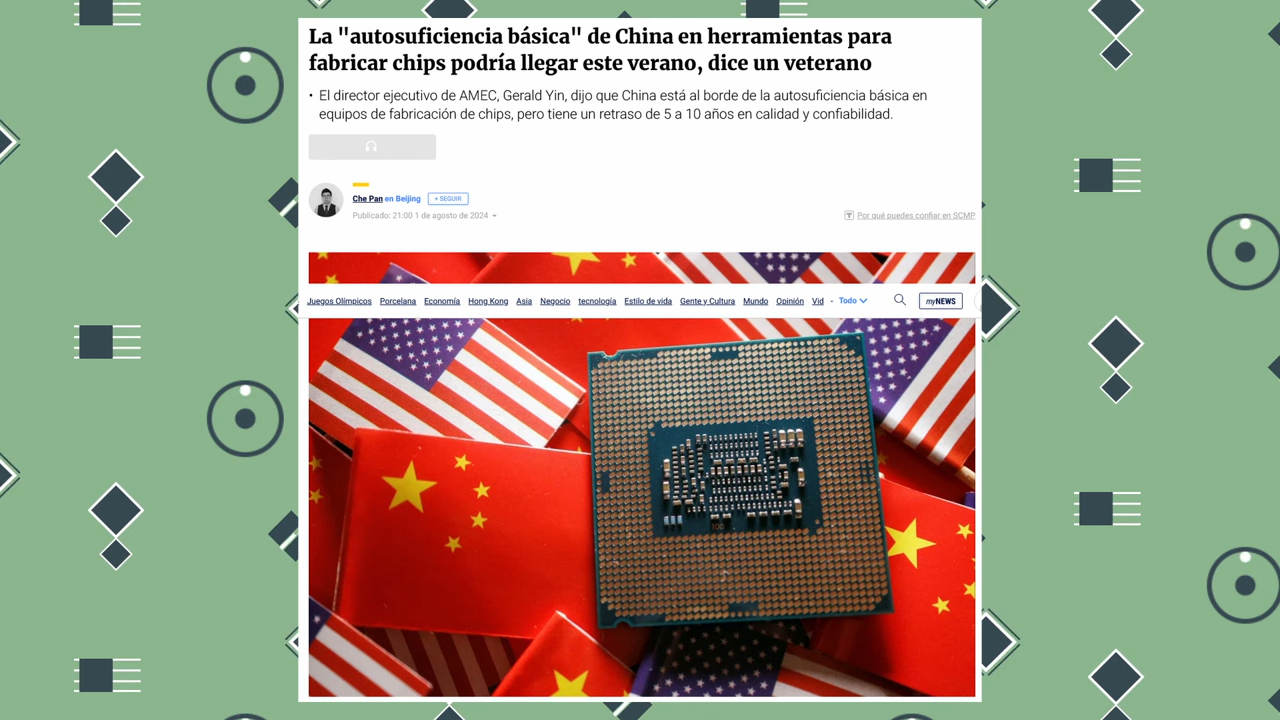 La "autosuficiencia básica" de China en herramientas para
fabricar chips podría llegar este verano, dice un veterano
• El director ejecutivo de AMEC, Gerald Yin, dijo que China está al borde de la autosuficiencia básica en
equipos de fabricación de chips, pero tiene un retraso de 5 a 10 años en calidad y confiabilidad.
Che Pan en Beijing + SEGUIR
Publicado: 21:00 1 de agosto de 2024
Por qué puedes confiar en SCMP
Juegos Olímpicos Porcelana Economía Hong Kong Asia Negocio tecnología Estilo de vida Gente y Cultura Mundo Opinión Vid - Todo
myNEWS